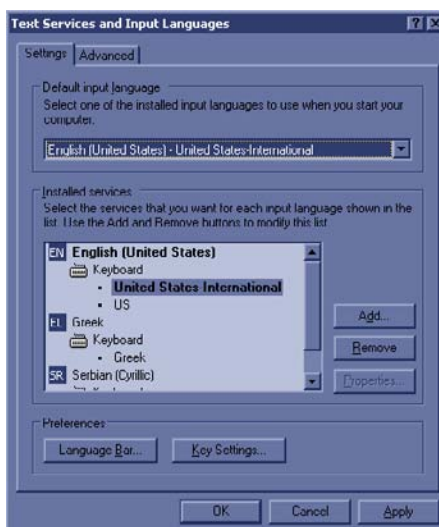 Text Services and Input Languages
Settings
Advanced
Default input language
Select one of the installed input languages to use when you start your
computer.
English (United States) - United States-International
Installed services
Select the services that you want for each input language shown in the
list. Use the Add and Remove buttons to modify this list.
EN English (United States)
Keyboard
• United States International
• US
EL Greek
Keyboard
• Greek
SR Serbian (Cyrillic)
Add...
Remove
Properties...
Preferences
Language Bar...
Key Settings...
OK
Cancel
Apply